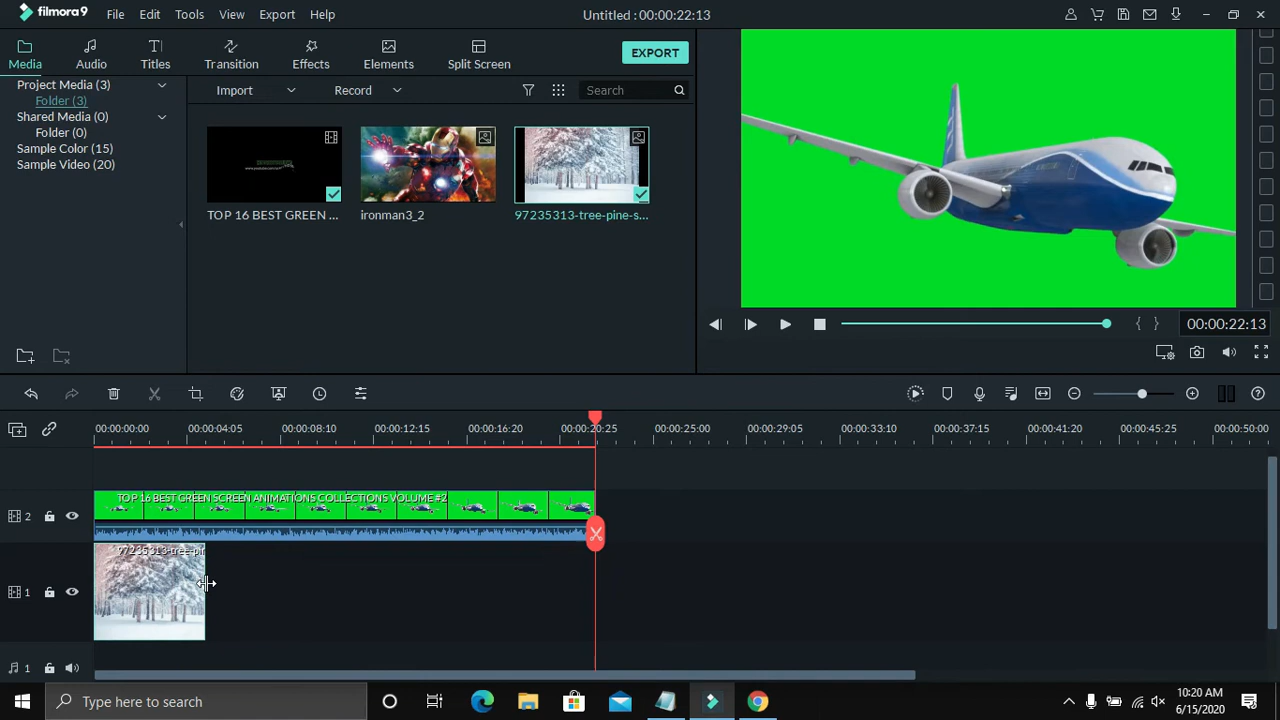 filmora9 File Edit Tools View Export Help Untitled : 00:00:22:13
Media Audio Titles Transition Effects Elements Split Screen EXPORT
Project Media (3)
Folder (3)
Shared Media (0)
Folder (0)
Sample Color (15)
Sample Video (20)
Import Record Search
TOP 16 BEST GREEN ... ironman3_2 97235313-tree-pine-s...
00:00:22:13
00:00:00:00 00:00:04:05 00:00:08:10 00:00:12:15 00:00:16:20 00:00:20:25 00:00:25:00 00:00:29:05 00:00:33:10 00:00:37:15 00:00:41:20 00:00:45:25 00:00:50:00
TOP 16 BEST GREEN SCREEN ANIMATIONS COLLECTIONS VOLUME #2
2
97235313-tree-pin
1
1
Type here to search
10:20 AM
6/15/2020